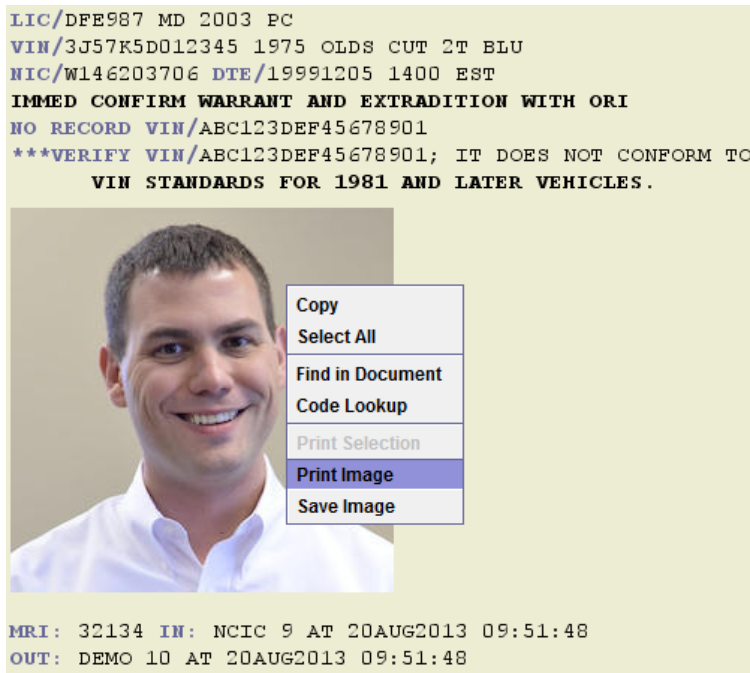 LIC/DFE987 MD 2003 PC
VIN/3J57K5D012345 1975 OLDS CUT 2T BLU
NIC/W146203706 DTE/19991205 1400 EST
IMMED CONFIRM WARRANT AND EXTRADITION WITH ORI
NO RECORD VIN/ABC123DEF45678901
***VERIFY VIN/ABC123DEF45678901; IT DOES NOT CONFORM TO
VIN STANDARDS FOR 1981 AND LATER VEHICLES.
Copy
Select All
Find in Document
Code Lookup
Print Selection
Print Image
Save Image
MRI: 32134 IN: NCIC 9 AT 20AUG2013 09:51:48
OUT: DEMO 10 AT 20AUG2013 09:51:48